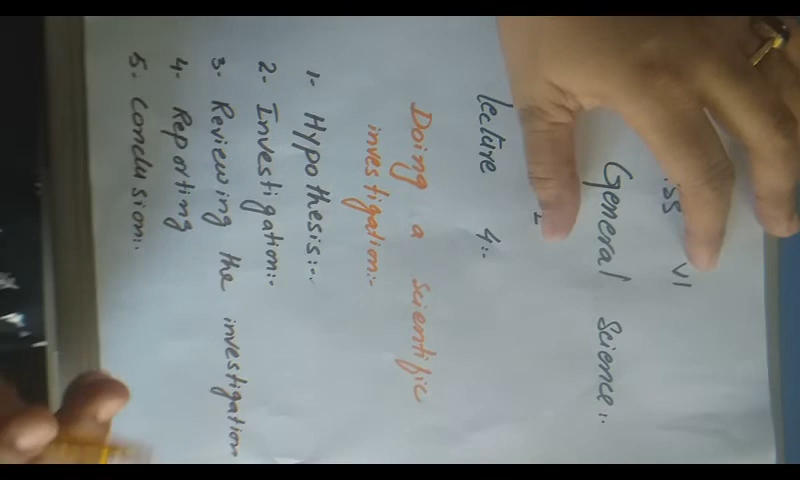 VI
General Science:.
Lecture 4:-
Doing a scientific
investigation:-
1- Hypothesis:-
2- Investigation:-
3- Reviewing the investigation
4- Reporting
5- Conclusion:.